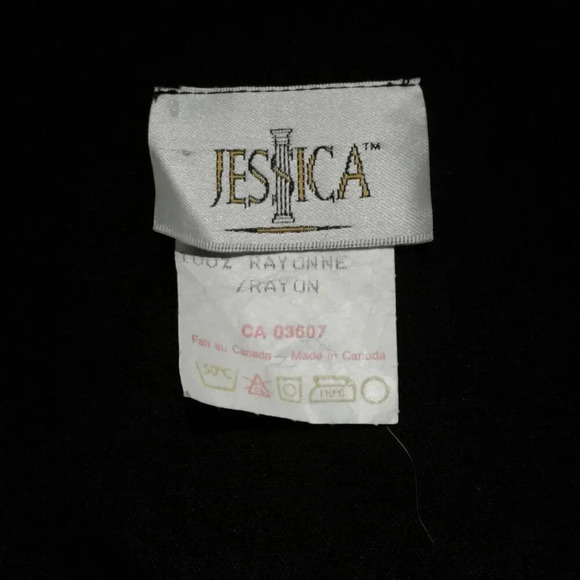 JESSICA™
100% RAYONNE
/RAYON
CA 03607
Fait au Canada — Made in Canada
50°C
110°C